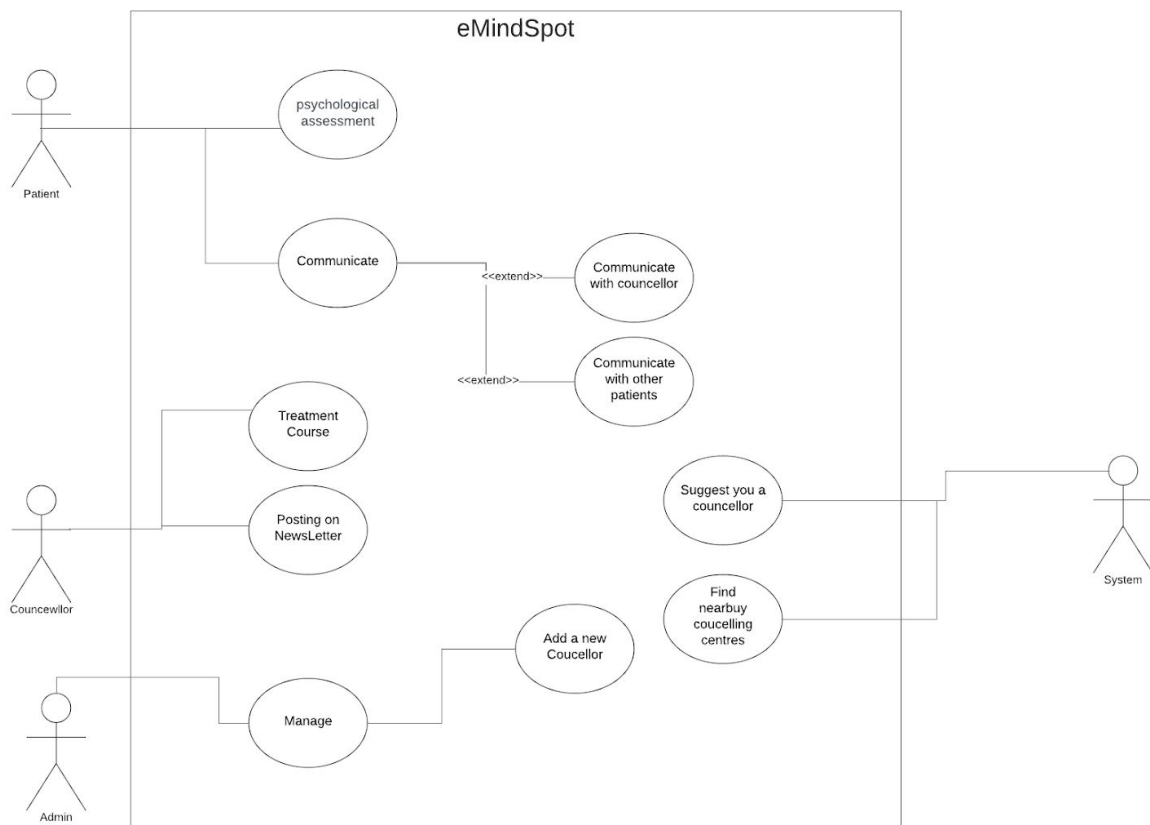 eMindSpot
psychological
assessment
Patient
Communicate
<<extend>>
Communicate
with councellor
<<extend>>
Communicate
with other
patients
Treatment
Course
Suggest you a
councellor
Posting on
NewsLetter
System
Councewllor
Find
nearbuy
coucelling
centres
Add a new
Coucellor
Manage
Admin